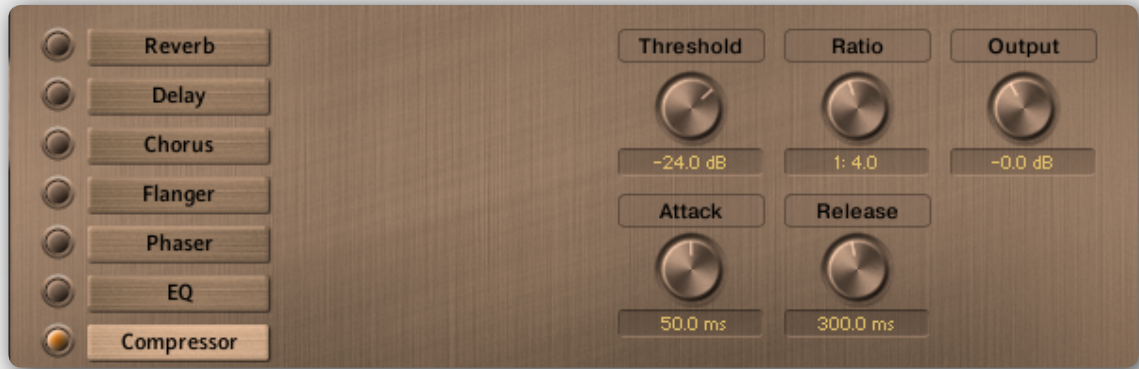 Reverb
Delay
Chorus
Flanger
Phaser
EQ
Compressor
Threshold Ratio Output
-24.0 dB 1: 4.0 -0.0 dB
Attack Release
50.0 ms 300.0 ms